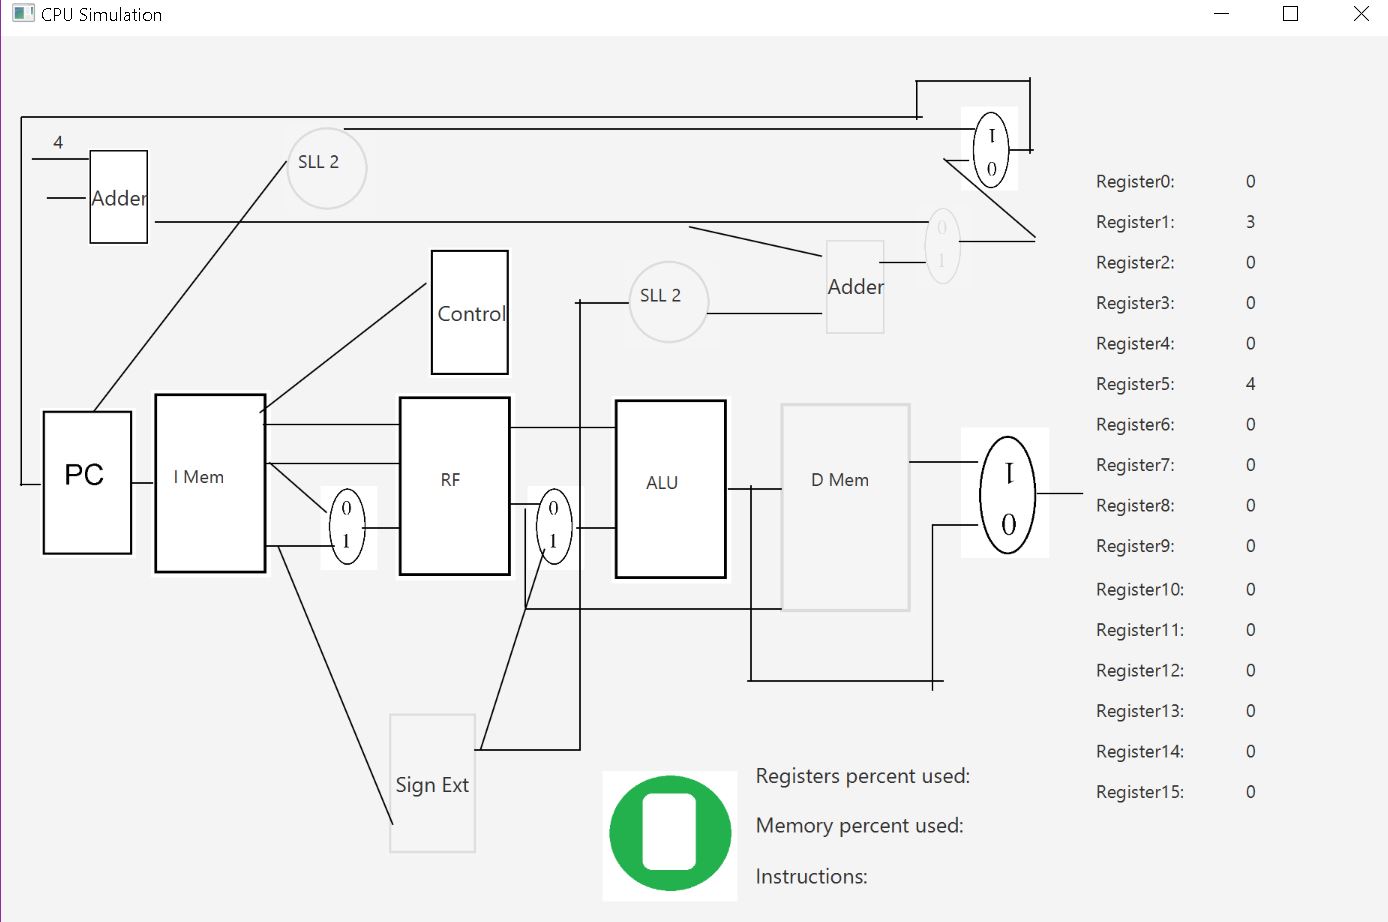 CPU Simulation
4
SLL 2
1
0
Adder
0
1
SLL 2
Adder
Control
PC
I Mem
RF
ALU
D Mem
0
1
0
1
1
0
Sign Ext
Register0: 0
Register1: 3
Register2: 0
Register3: 0
Register4: 0
Register5: 4
Register6: 0
Register7: 0
Register8: 0
Register9: 0
Register10: 0
Register11: 0
Register12: 0
Register13: 0
Register14: 0
Register15: 0
Registers percent used:
Memory percent used:
Instructions: